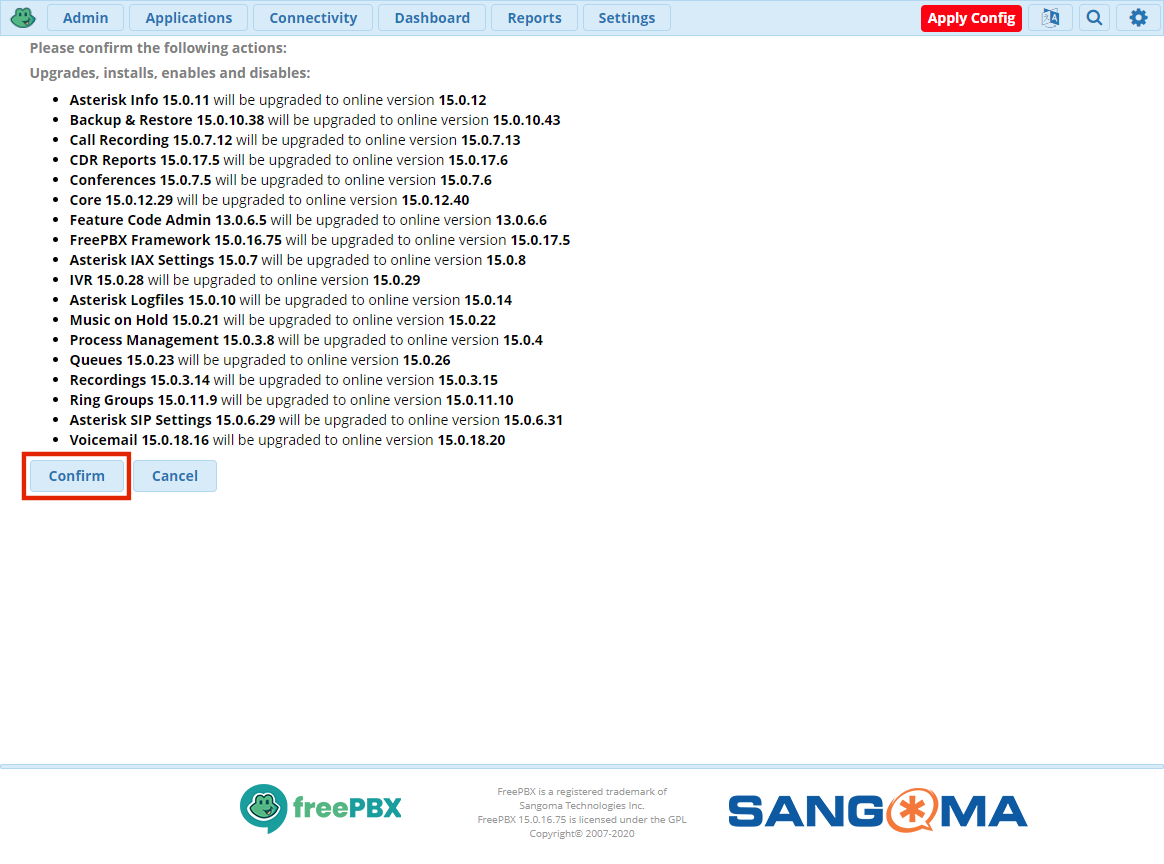 Admin Applications Connectivity Dashboard Reports Settings Apply Config
Please confirm the following actions:
Upgrades, installs, enables and disables:
Asterisk Info 15.0.11 will be upgraded to online version 15.0.12
Backup & Restore 15.0.10.38 will be upgraded to online version 15.0.10.43
Call Recording 15.0.7.12 will be upgraded to online version 15.0.7.13
CDR Reports 15.0.17.5 will be upgraded to online version 15.0.17.6
Conferences 15.0.7.5 will be upgraded to online version 15.0.7.6
Core 15.0.12.29 will be upgraded to online version 15.0.12.40
Feature Code Admin 13.0.6.5 will be upgraded to online version 13.0.6.6
FreePBX Framework 15.0.16.75 will be upgraded to online version 15.0.17.5
Asterisk IAX Settings 15.0.7 will be upgraded to online version 15.0.8
IVR 15.0.28 will be upgraded to online version 15.0.29
Asterisk Logfiles 15.0.10 will be upgraded to online version 15.0.14
Music on Hold 15.0.21 will be upgraded to online version 15.0.22
Process Management 15.0.3.8 will be upgraded to online version 15.0.4
Queues 15.0.23 will be upgraded to online version 15.0.26
Recordings 15.0.3.14 will be upgraded to online version 15.0.3.15
Ring Groups 15.0.11.9 will be upgraded to online version 15.0.11.10
Asterisk SIP Settings 15.0.6.29 will be upgraded to online version 15.0.6.31
Voicemail 15.0.18.16 will be upgraded to online version 15.0.18.20
Confirm Cancel
freePBX
FreePBX is a registered trademark of
Sangoma Technologies Inc.
FreePBX 15.0.16.75 is licensed under the GPL
Copyright© 2007-2020
SANGOMA